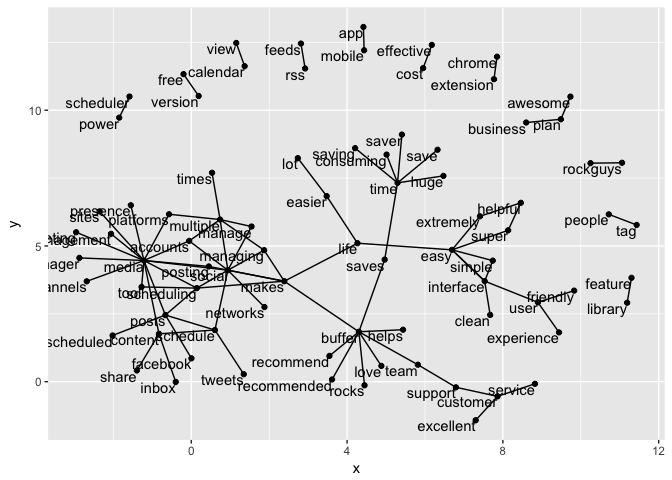 app
view
feeds
effective
mobile
chrome
calendar
rss
cost
free
extension
scheduler
version
awesome
10
power
business
plan
saver
saving
consuming
save
lot
rockguys
times
time
huge
easier
presence
helpful
sites
platforms
multiple
extremely
people
manage
super
tag
ating
nagement
accounts
life
y
5
managing
easy
nager
media
posting
saves
simple
social
annels
tool
scheduling
makes
interface
feature
friendly
user
library
networks
clean
posts
scheduled
content
schedule
buffer
helps
experience
facebook
recommend
share
inbox
tweets
recommended
love
team
rocks
0
support
service
customer
excellent
0
4
8
12
x